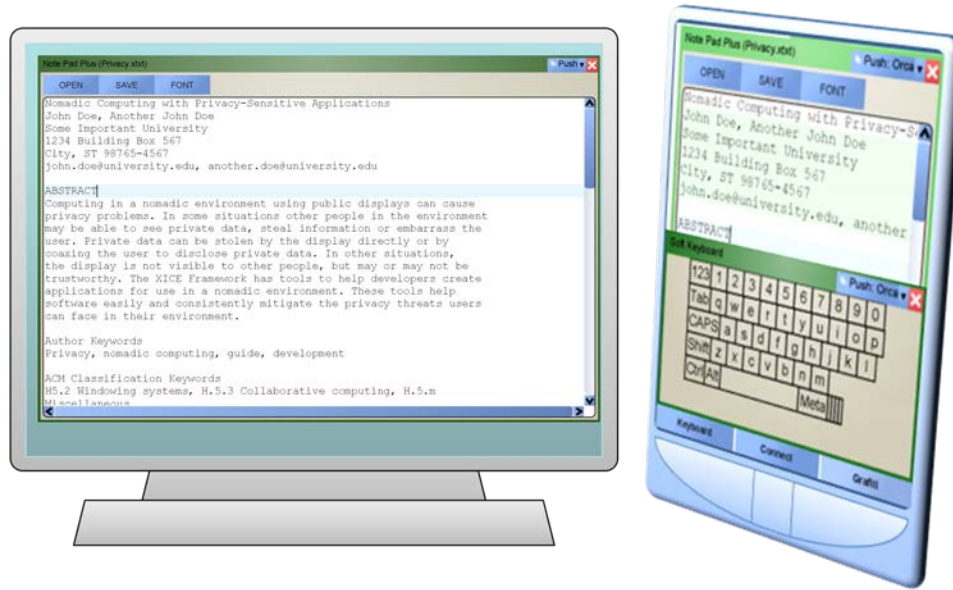 Note Pad Plus (Privacy.xtxt)
Push
OPEN SAVE FONT
Nomadic Computing with Privacy-Sensitive Applications
John Doe, Another John Doe
Some Important University
1234 Building Box 567
City, ST 98765-4567
john.doe@university.edu, another.doe@university.edu
ABSTRACT
Computing in a nomadic environment using public displays can cause
privacy problems. In some situations other people in the environment
may be able to see private data, steal information or embarrass the
user. Private data can be stolen by the display directly or by
coaxing the user to disclose private data. In other situations,
the display is not visible to other people, but may or may not be
trustworthy. The XICE Framework has tools to help developers create
applications for use in a nomadic environment. These tools help
software easily and consistently mitigate the privacy threats users
can face in their environment.
Author Keywords
Privacy, nomadic computing, guide, development
ACM Classification Keywords
H5.2 Windowing systems, H.5.3 Collaborative computing, H.5.m
Miscellaneous
Note Pad Plus (Privacy.xtxt)
Push: Orca
OPEN SAVE FONT
Nomadic Computing with Privacy-Se
John Doe, Another John Doe
Some Important University
1234 Building Box 567
City, ST 98765-4567
john.doe@university.edu, another
ABSTRACT
Soft Keyboard
Push: Orca
123 1 2 3 4 5 6 7 8 9 0
Tab q w e r t y u i o p
CAPS a s d f g h j k l
Shift z x c v b n m
Ctrl Alt Meta
Keyboard Connect Grafiti